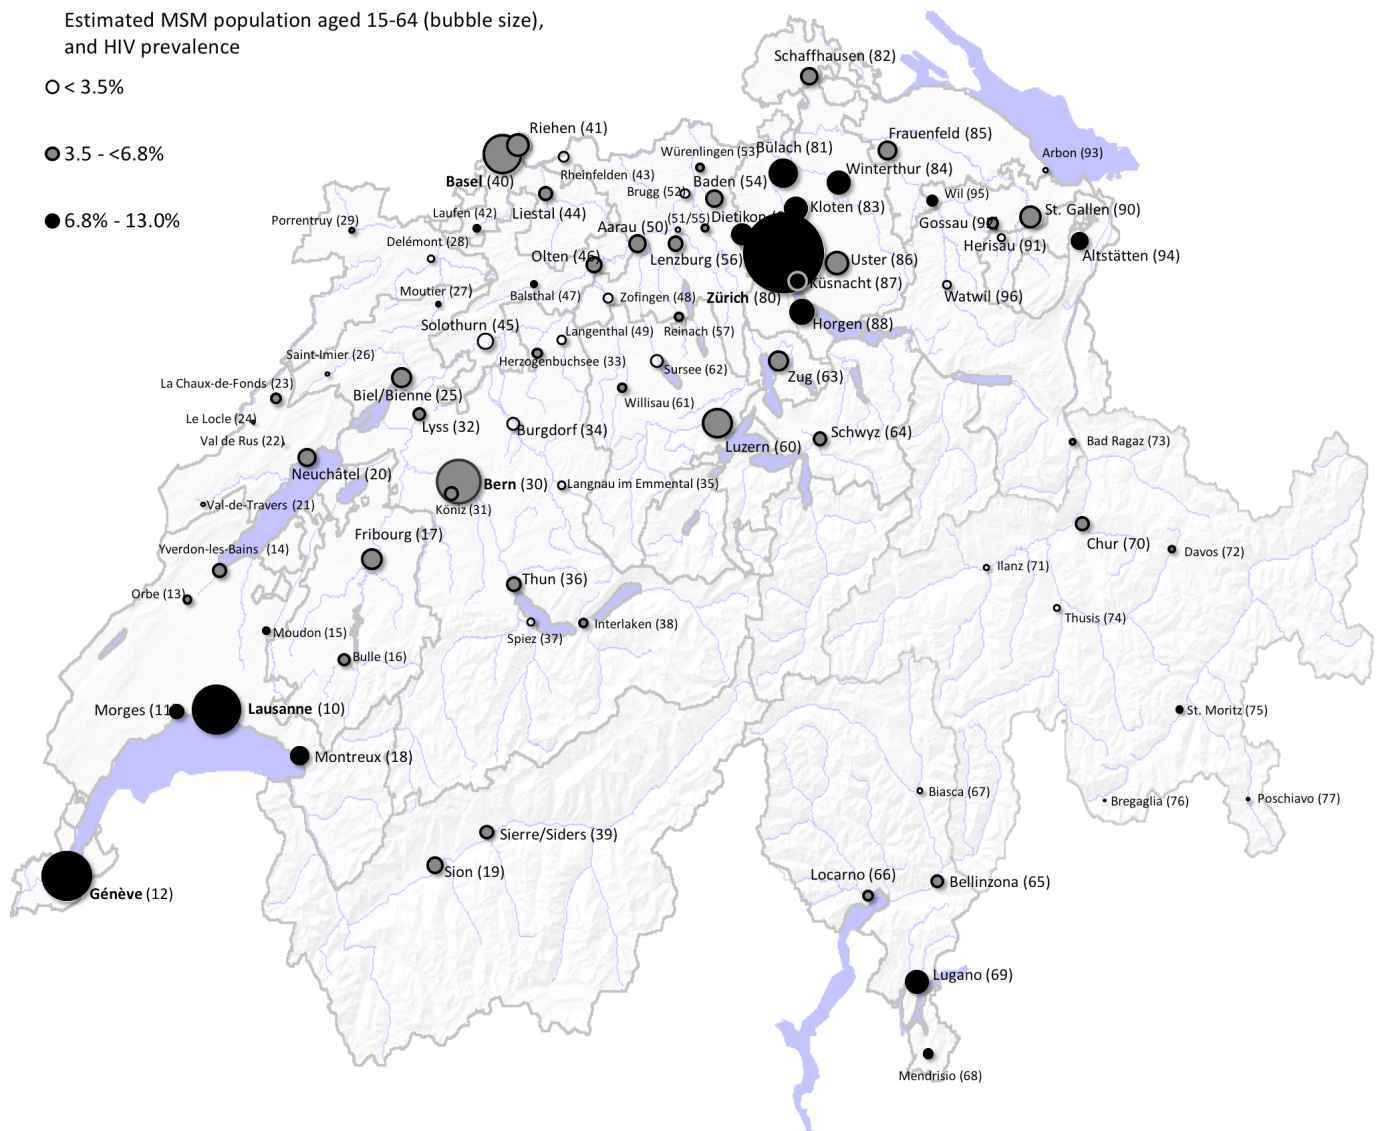 Estimated MSM population aged 15-64 (bubble size),
and HIV prevalence
< 3.5%
3.5 - <6.8%
6.8% - 13.0%
Schaffhausen (82)
Riehen (41)
Frauenfeld (85)
Bülach (81)
Würenlingen (53)
Arbon (93)
Winterthur (84)
Rheinfelden (43)
Basel (40)
Baden (54)
Brugg (52)
Wil (95)
Kloten (83)
St. Gallen (90)
Laufen (42)
Liestal (44)
(51/55)
Dietikon
Porrentruy (29)
Aarau (50)
Gossau (92)
Delémont (28)
Herisau (91)
Olten (46)
Lenzburg (56)
Uster (86)
Altstätten (94)
Küsnacht (87)
Moutier (27)
Balsthal (47)
Zofingen (48)
Zürich (80)
Watwil (96)
Solothurn (45)
Langenthal (49)
Reinach (57)
Horgen (88)
Saint-Imier (26)
Herzogenbuchsee (33)
Sursee (62)
Zug (63)
La Chaux-de-Fonds (23)
Biel/Bienne (25)
Willisau (61)
Le Locle (24)
Lyss (32)
Burgdorf (34)
Schwyz (64)
Val de Rus (22)
Luzern (60)
Bad Ragaz (73)
Neuchâtel (20)
Bern (30)
Langnau im Emmental (35)
Val-de-Travers (21)
Köniz (31)
Fribourg (17)
Chur (70)
Yverdon-les-Bains (14)
Davos (72)
Ilanz (71)
Thun (36)
Orbe (13)
Thusis (74)
Interlaken (38)
Moudon (15)
Spiez (37)
Bulle (16)
Morges (11)
Lausanne (10)
St. Moritz (75)
Montreux (18)
Biasca (67)
Bregaglia (76)
Poschiavo (77)
Sierre/Siders (39)
Sion (19)
Locarno (66)
Bellinzona (65)
Génève (12)
Lugano (69)
Mendrisio (68)